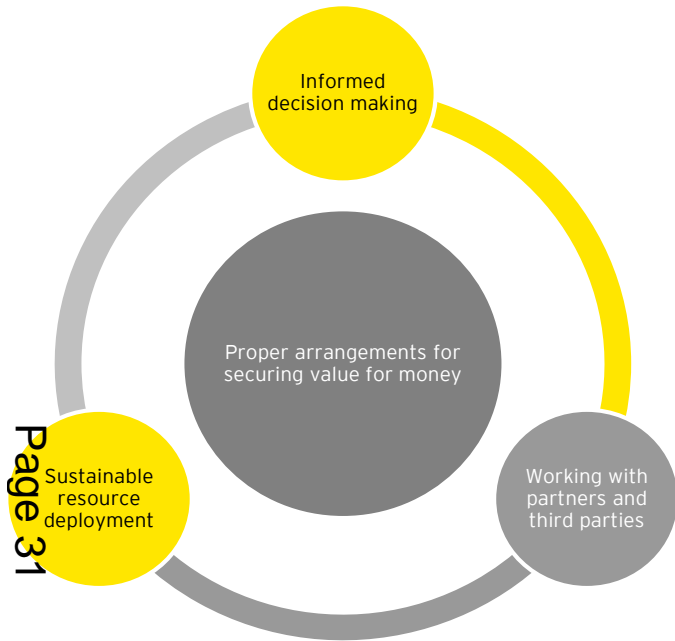 Informed
decision making
Proper arrangements for
securing value for money
Sustainable
resource
deployment
Working with
partners and
third parties
Page 31